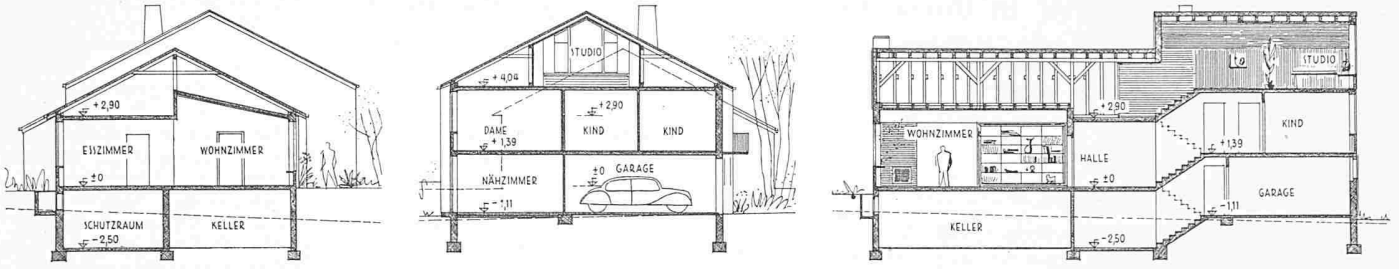 +2,90
ESSZIMMER
WOHNZIMMER
±0
SCHUTZRAUM
KELLER
-2,50
STUDIO
+4,04
+2,90
DAME
KIND
KIND
+1,39
NÄHZIMMER
±0
GARAGE
-1,11
STUDIO
+2,90
WOHNZIMMER
KIND
HALLE
+1,39
±0
GARAGE
-1,11
KELLER
-2,50